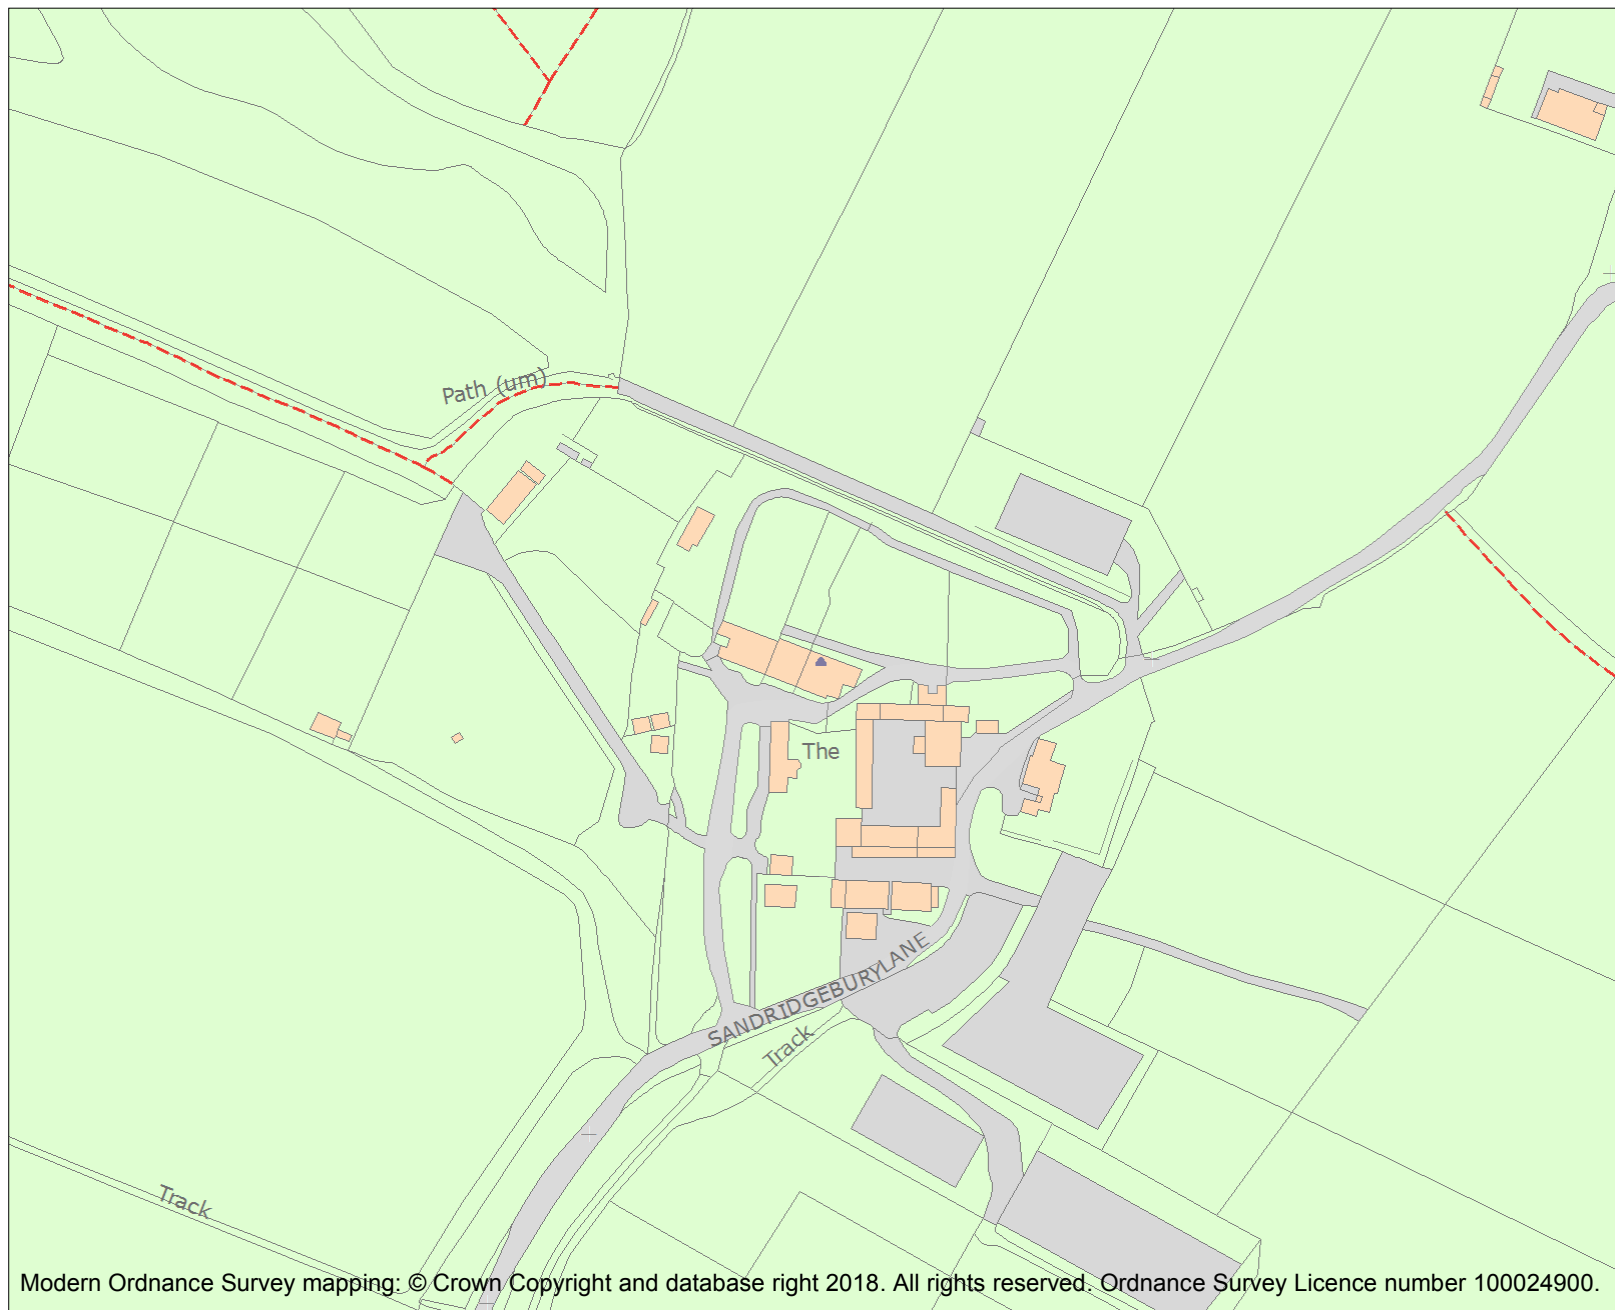 Path (um)
The
SANDRIDGEBURYLANE
Track
Track
Modern Ordnance Survey mapping: © Crown Copyright and database right 2018. All rights reserved. Ordnance Survey Licence number 100024900.